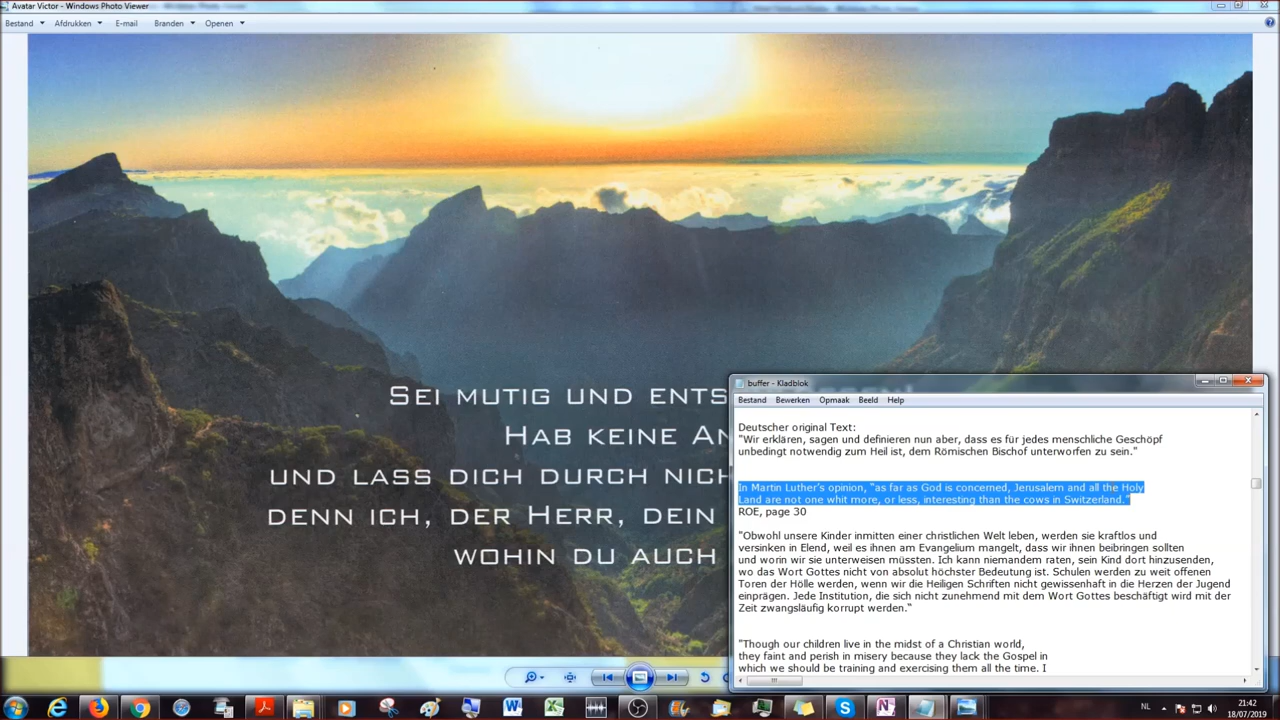 Avatar Victor - Windows Photo Viewer
Bestand
Afdrukken
E-mail
Branden
Openen
Sei mutig und ents
Hab keine An
und lass dich durch nich
denn ich, der Herr, dein
wohin du auch
buffer - Kladblok
Bestand Bewerken Opmaak Beeld Help
Deutscher original Text:
"Wir erklären, sagen und definieren nun aber, dass es für jedes menschliche Geschöpf
unbedingt notwendig zum Heil ist, dem Römischen Bischof unterworfen zu sein."
In Martin Luther's opinion, "as far as God is concerned, Jerusalem and all the Holy
Land are not one whit more, or less, interesting than the cows in Switzerland."
ROE, page 30
"Obwohl unsere Kinder inmitten einer christlichen Welt leben, werden sie kraftlos und
versinken in Elend, weil es ihnen am Evangelium mangelt, dass wir ihnen beibringen sollten
und worin wir sie unterweisen müssten. Ich kann niemandem raten, sein Kind dort hinzusenden,
wo das Wort Gottes nicht von absolut höchster Bedeutung ist. Schulen werden zu weit offenen
Toren der Hölle werden, wenn wir die Heiligen Schriften nicht gewissenhaft in die Herzen der Jugend
einprägen. Jede Institution, die sich nicht zunehmend mit dem Wort Gottes beschäftigt wird mit der
Zeit zwangsläufig korrupt werden."
"Though our children live in the midst of a Christian world,
they faint and perish in misery because they lack the Gospel in
which we should be training and exercising them all the time. I
NL
21:42
18/07/2019